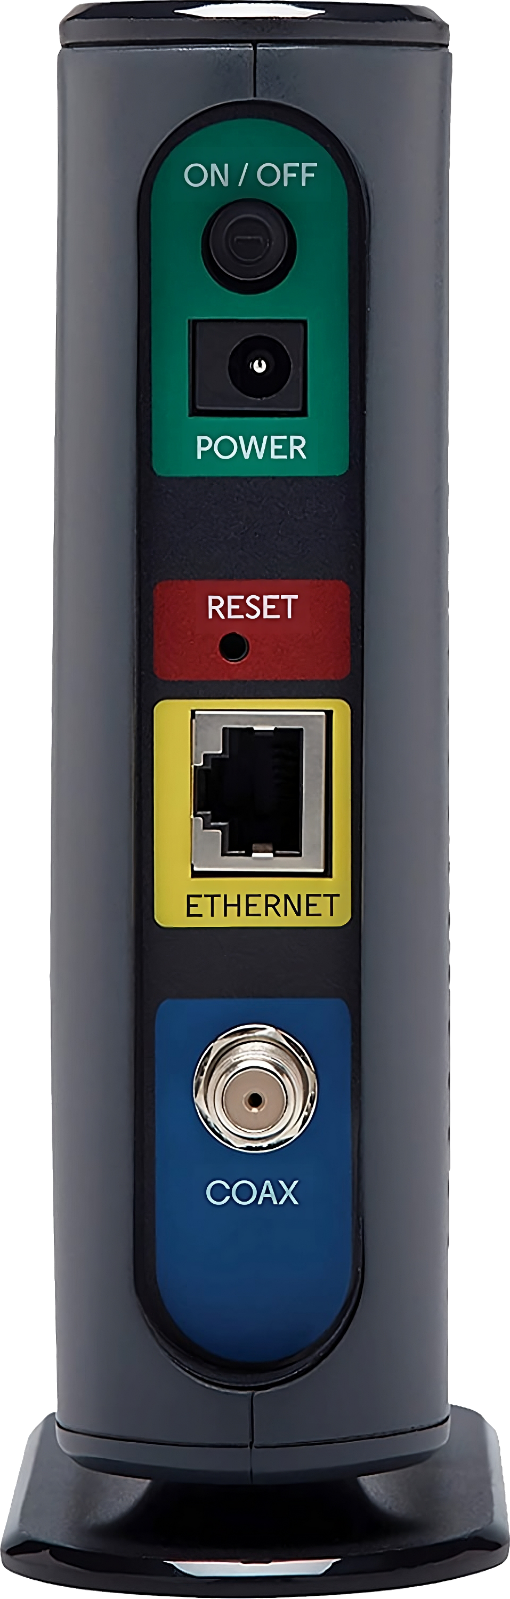 ON / OFF
POWER
RESET
ETHERNET
COAX